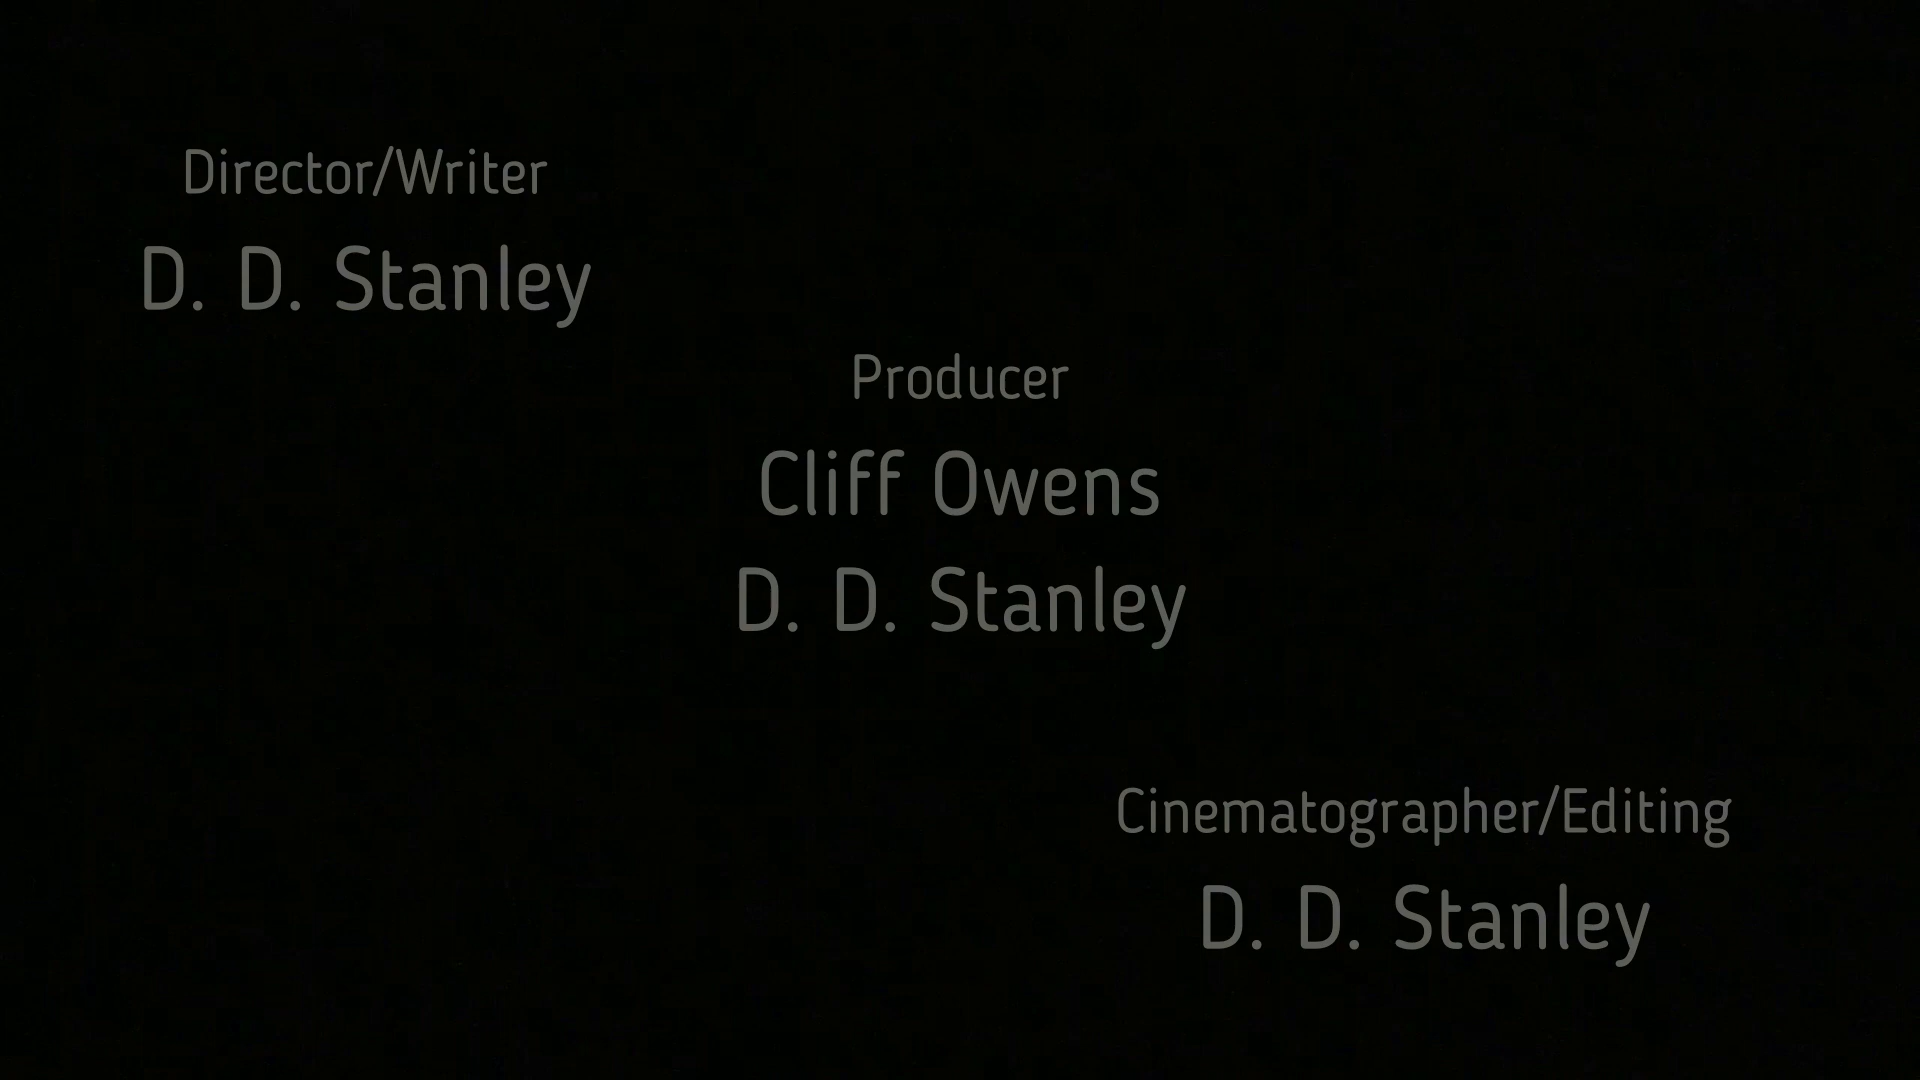 Director/Writer
D. D. Stanley
Producer
Cliff Owens
D. D. Stanley
Cinematographer/Editing
D. D. Stanley